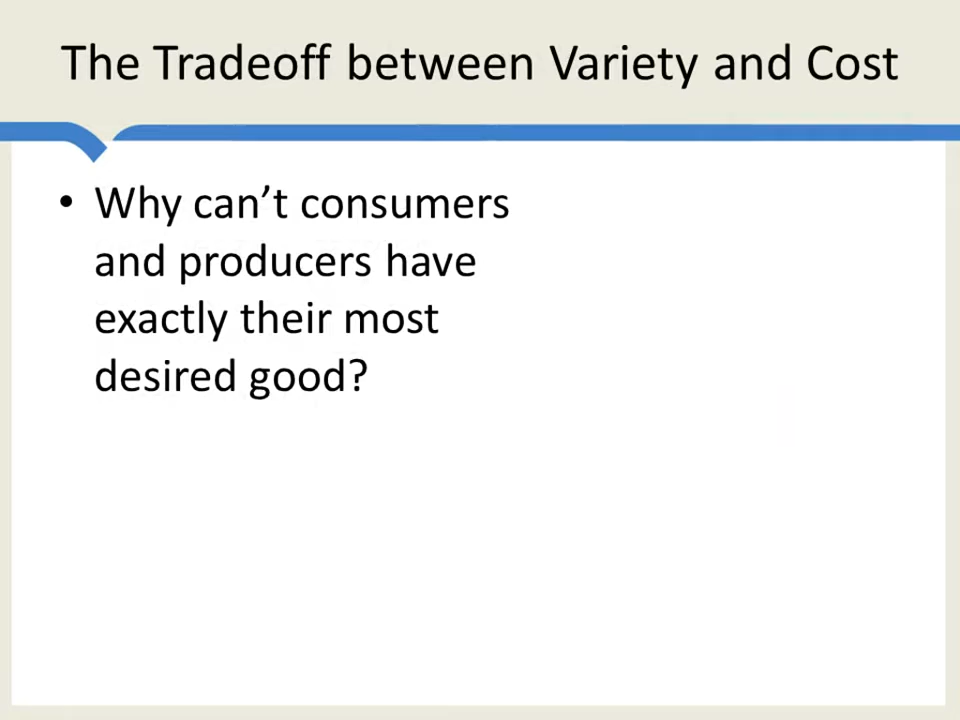 The Tradeoff between Variety and Cost
• Why can’t consumers
and producers have
exactly their most
desired good?